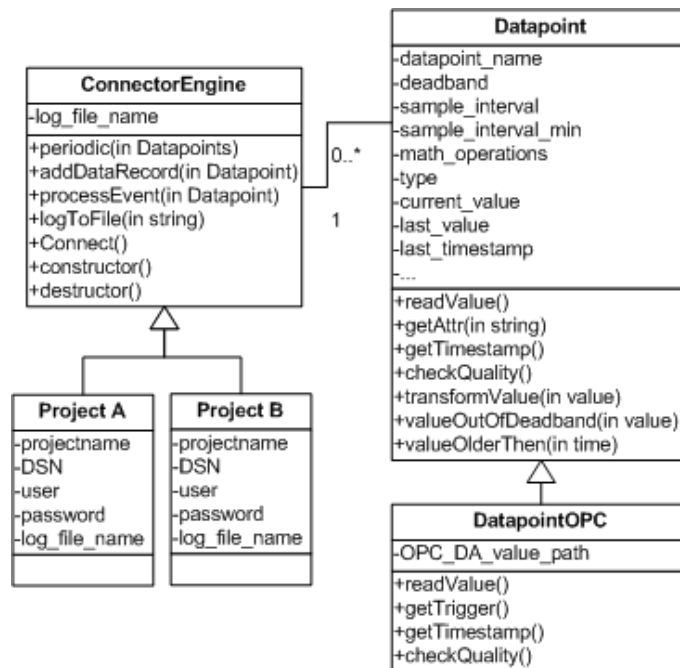 ConnectorEngine
-log_file_name
+periodic(in Datapoints)
+addDataRecord(in Datapoint)
+processEvent(in Datapoint)
+logToFile(in string)
+Connect()
+constructor()
+destructor()
0..*
1
Datapoint
-datapoint_name
-deadband
-sample_interval
-sample_interval_min
-math_operations
-type
-current_value
-last_value
-last_timestamp
-...
+readValue()
+getAttr(in string)
+getTimestamp()
+checkQuality()
+transformValue(in value)
+valueOutOfDeadband(in value)
+valueOlderThen(in time)
Project A
-projectname
-DSN
-user
-password
-log_file_name
Project B
-projectname
-DSN
-user
-password
-log_file_name
DatapointOPC
-OPC_DA_value_path
+readValue()
+getTrigger()
+getTimestamp()
+checkQuality()